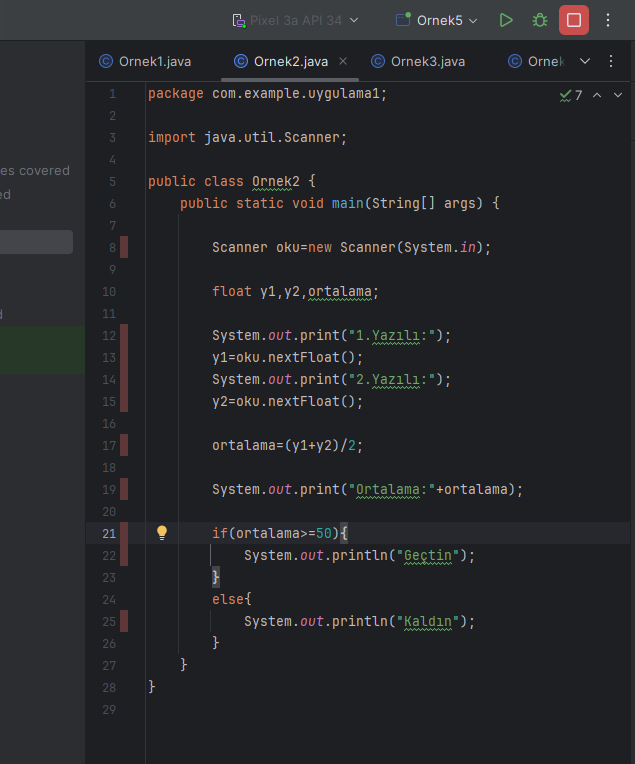 Pixel 3a API 34 Ornek5
Ornek1.java Ornek2.java Ornek3.java Ornek
1 package com.example.uygulama1; 7
2
3 import java.util.Scanner;
4
es covered
5 public class Ornek2 {
ed
6 public static void main(String[] args) {
7
8 Scanner oku=new Scanner(System.in);
9
10 float y1,y2,ortalama;
11
d
12 System.out.print("1.Yazılı:");
13 y1=oku.nextFloat();
14 System.out.print("2.Yazılı:");
15 y2=oku.nextFloat();
16
17 ortalama=(y1+y2)/2;
18
19 System.out.print("Ortalama:"+ortalama);
20
21 if(ortalama>=50){
22 System.out.println("Geçtin");
23 }
24 else{
25 System.out.println("Kaldın");
26 }
27 }
28 }
29